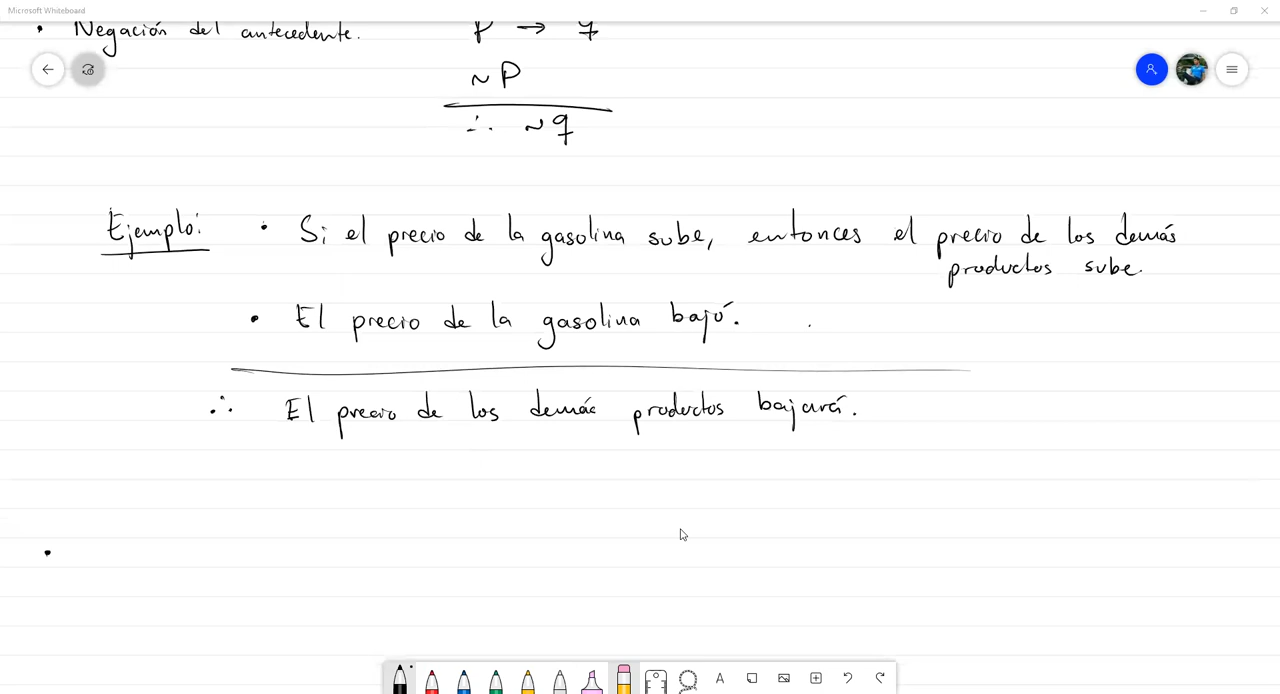 Microsoft Whiteboard
• Negación del antecedente. p → q
~p
∴ ~q
Ejemplo: • Si el precio de la gasolina sube, entonces el precio de los demás
productos sube.
• El precio de la gasolina bajó.
∴ El precio de los demás productos bajará.
•
A